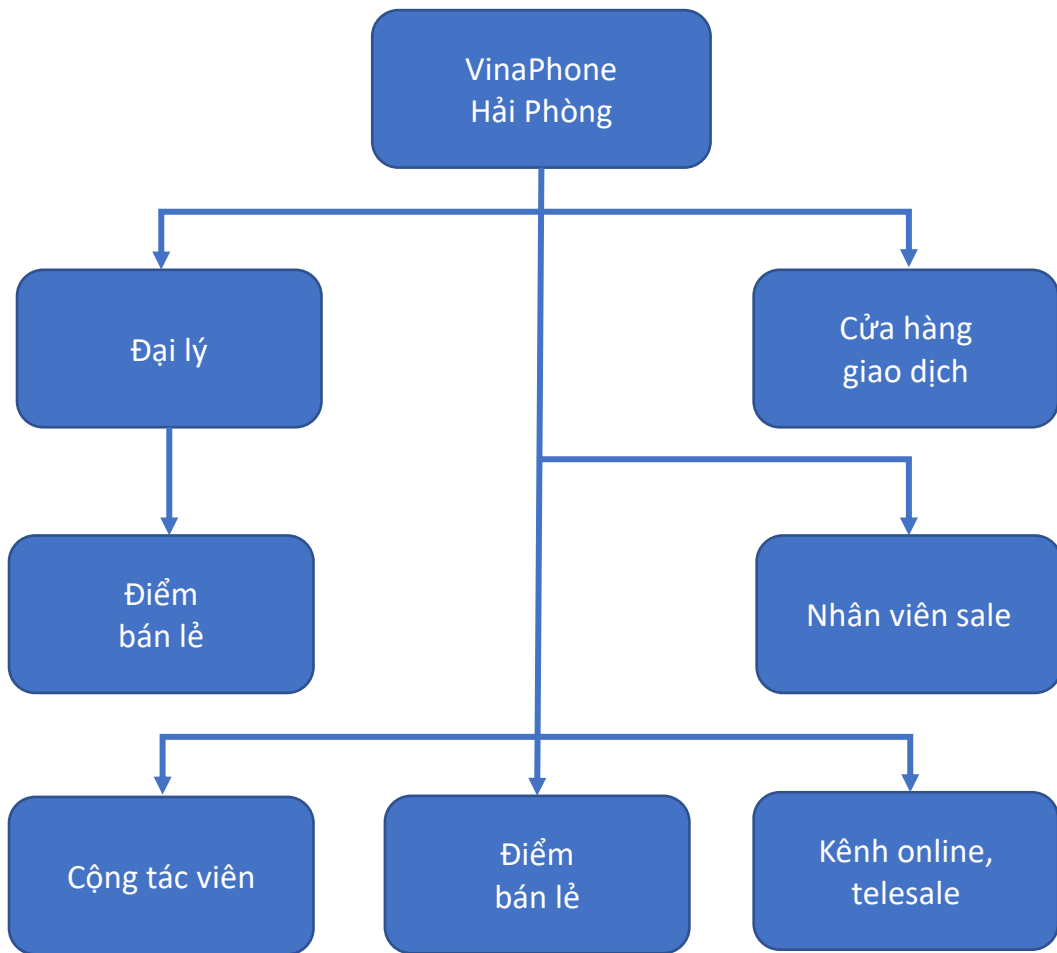 VinaPhone
Hải Phòng
Đại lý
Cửa hàng
giao dịch
Điểm
bán lẻ
Nhân viên sale
Cộng tác viên
Điểm
bán lẻ
Kênh online,
telesale